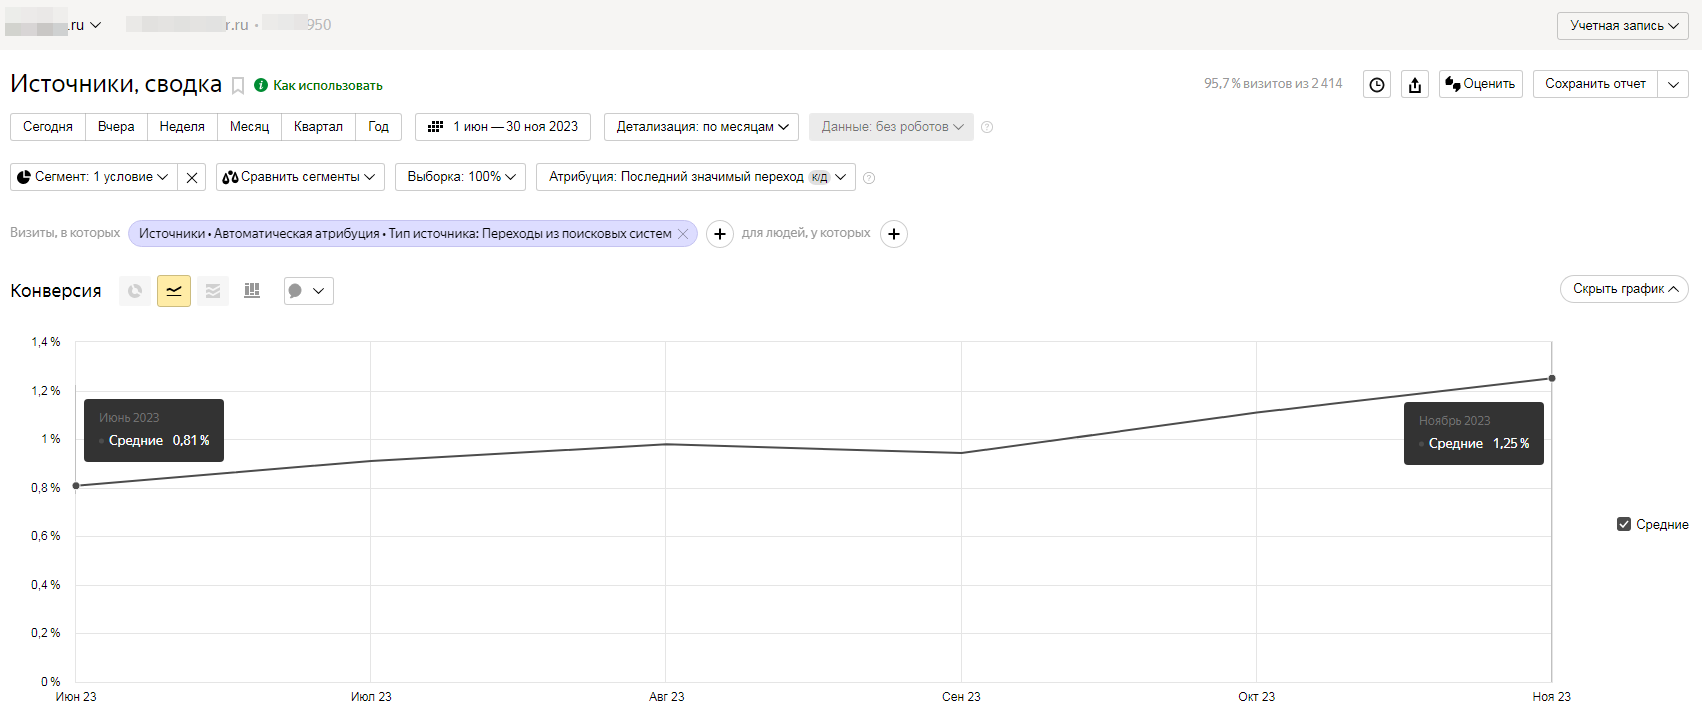 .ru r.ru • 950 Учетная запись
Источники, сводка Как использовать 95,7 % визитов из 2 414 Оценить Сохранить отчет
Сегодня Вчера Неделя Месяц Квартал Год 1 июн — 30 ноя 2023 Детализация: по месяцам Данные: без роботов ?
Сегмент: 1 условие Сравнить сегменты Выборка: 100% Атрибуция: Последний значимый переход К/Д ?
Визиты, в которых Источники • Автоматическая атрибуция • Тип источника: Переходы из поисковых систем для людей, у которых
Конверсия Скрыть график
1,4 %
1,2 %
1 %
0,8 %
0,6 %
0,4 %
0,2 %
0 %
Июнь 2023
Средние 0,81 %
Ноябрь 2023
Средние 1,25 %
Средние
Июн 23 Июл 23 Авг 23 Сен 23 Окт 23 Ноя 23